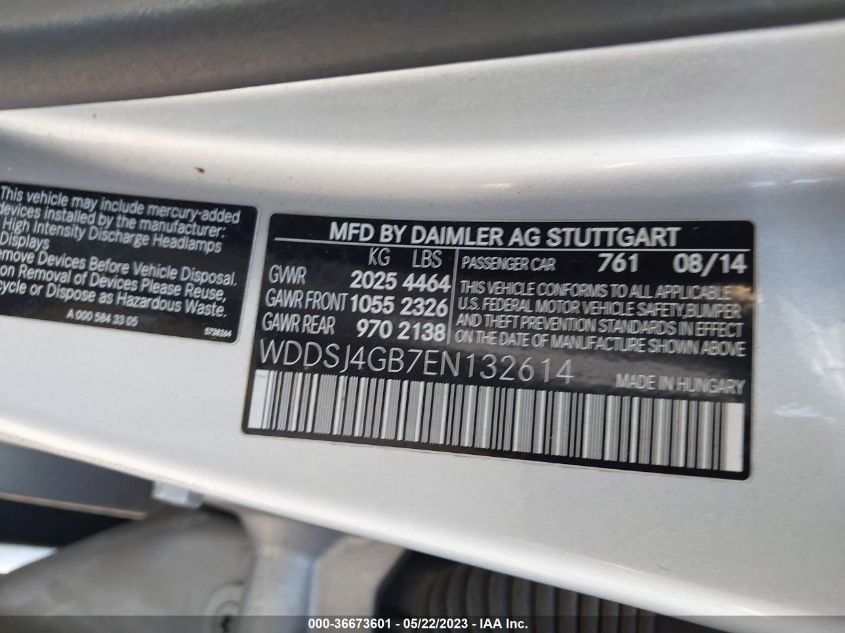 This vehicle may include mercury-added
devices installed by the manufacturer:
High Intensity Discharge Headlamps
Displays
Remove Devices Before Vehicle Disposal.
on Removal of Devices Please Reuse,
cycle or Dispose as Hazardous Waste.
A 000 584 33 05
MFD BY DAIMLER AG STUTTGART
KG LBS
GVWR 2025 4464
GAWR FRONT 1055 2326
GAWR REAR 970 2138
PASSENGER CAR 761 08/14
THIS VEHICLE CONFORMS TO ALL APPLICABLE
U.S. FEDERAL MOTOR VEHICLE SAFETY, BUMPER
AND THEFT PREVENTION STANDARDS IN EFFECT
ON THE DATE OF MANUFACTURE SHOWN ABOVE.
WDDSJ4GB7EN132614
MADE IN HUNGARY
000-36673601 - 05/22/2023 - IAA Inc.